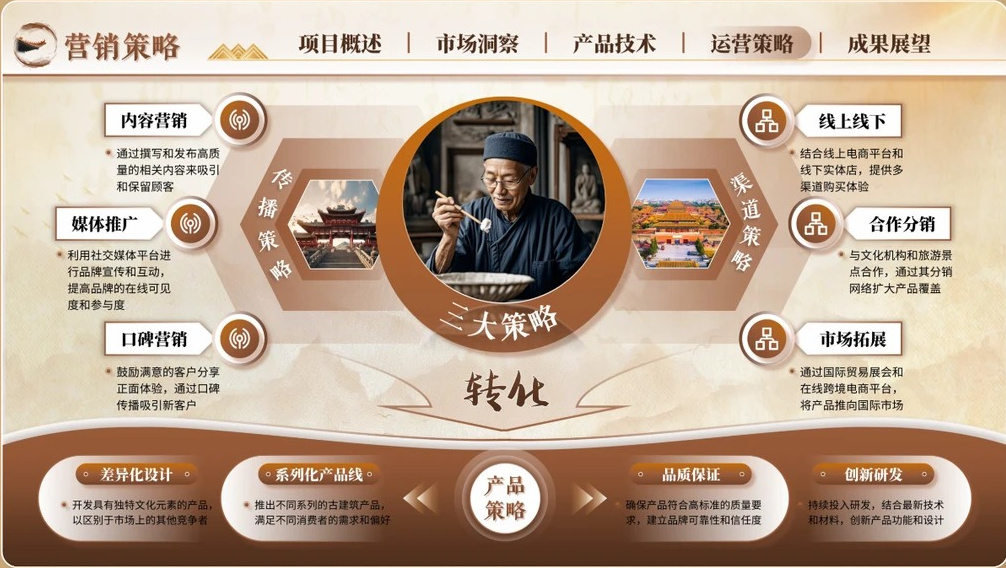 营销策略
项目概述
市场洞察
产品技术
运营策略
成果展望
内容营销
通过撰写和发布高质
量的相关内容来吸引
和保留顾客
媒体推广
利用社交媒体平台进
行品牌宣传和互动，
提高品牌的在线可见
度和参与度
口碑营销
鼓励满意的客户分享
正面体验，通过口碑
传播吸引新客户
传播策略
三大策略
渠道策略
线上线下
结合线上电商平台和
线下实体店，提供多
渠道购买体验
合作分销
与文化机构和旅游景
点合作，通过其分销
网络扩大产品覆盖
市场拓展
通过国际贸易展会和
在线跨境电商平台，
将产品推向国际市场
转化
差异化设计
开发具有独特文化元素的产品，
以区别于市场上的其他竞争者
系列化产品线
推出不同系列的古建筑产品，
满足不同消费者的需求和偏好
产品
策略
品质保证
确保产品符合高标准的质量要
求，建立品牌可靠性和信任度
创新研发
持续投入研发，结合最新技术
和材料，创新产品功能和设计